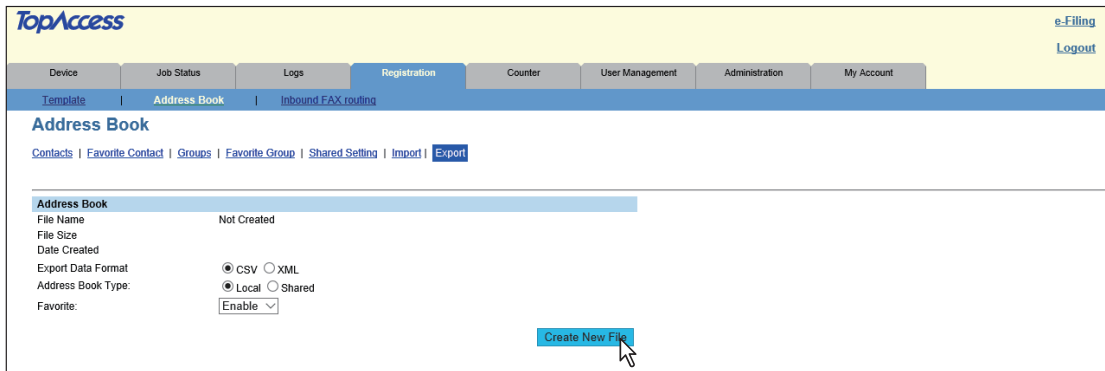 TopAccess
e-Filing
Logout
Device Job Status Logs Registration Counter User Management Administration My Account
Template | Address Book | Inbound FAX routing
Address Book
Contacts | Favorite Contact | Groups | Favorite Group | Shared Setting | Import | Export
Address Book
File Name Not Created
File Size
Date Created
Export Data Format CSV XML
Address Book Type: Local Shared
Favorite: Enable
Create New File